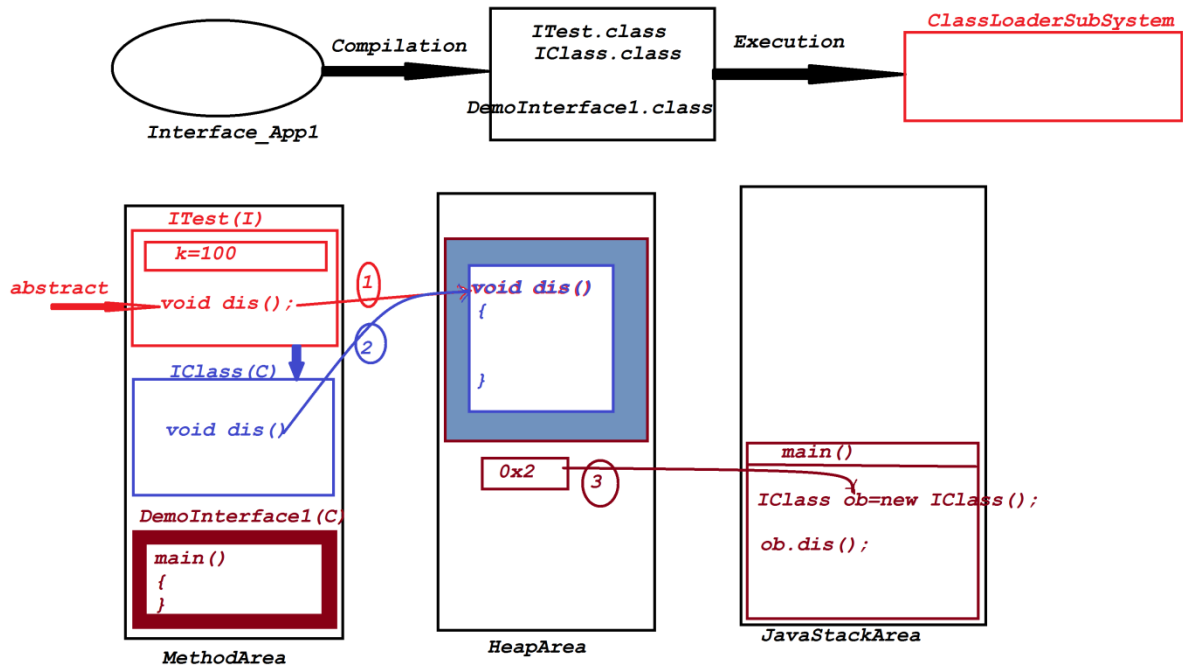 ClassLoaderSubSystem
Compilation
ITest.class
IClass.class
DemoInterface1.class
Execution
Interface_App1
ITest(I)
k=100
abstract
void dis();
1
2
IClass(C)
void dis()
DemoInterface1(C)
main()
{
}
MethodArea
void dis()
{
}
0x2
3
HeapArea
main()
IClass ob=new IClass();
ob.dis();
JavaStackArea